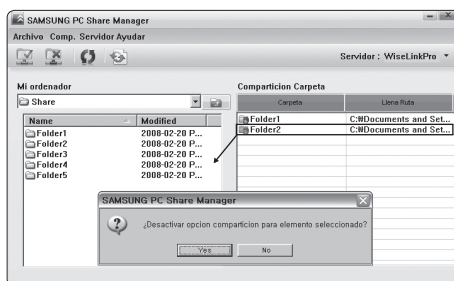 SAMSUNG PC Share Manager
Archivo Comp. Servidor Ayudar
Servidor : WiseLinkPro
Mi ordenador
Share
Name Modified
Folder1 2008-02-20 P...
Folder2 2008-02-20 P...
Folder3 2008-02-20 P...
Folder4 2008-02-20 P...
Folder5 2008-02-20 P...
Comparticion Carpeta
Carpeta Llena Ruta
Folder1 C:₩Documents and Set...
Folder2 C:₩Documents and Set...
SAMSUNG PC Share Manager
¿Desactivar opcion comparticion para elemento seleccionado?
Yes No